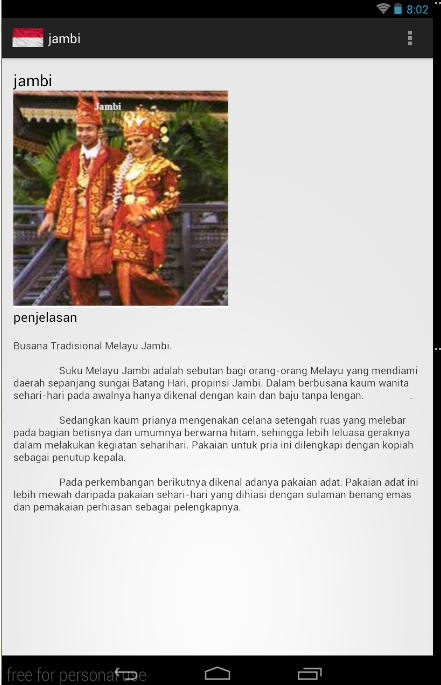 8:02
jambi
jambi
Jambi
penjelasan
Busana Tradisional Melayu Jambi.
Suku Melayu Jambi adalah sebutan bagi orang-orang Melayu yang mendiami
daerah sepanjang sungai Batang Hari, propinsi Jambi. Dalam berbusana kaum wanita
sehari-hari pada awalnya hanya dikenal dengan kain dan baju tanpa lengan. .
Sedangkan kaum prianya mengenakan celana setengah ruas yang melebar
pada bagian betisnya dan umumnya berwarna hitam, sehingga lebih leluasa geraknya
dalam melakukan kegiatan seharihari. Pakaian untuk pria ini dilengkapi dengan kopiah
sebagai penutup kepala.
Pada perkembangan berikutnya dikenal adanya pakaian adat. Pakaian adat ini
lebih mewah daripada pakaian sehari-hari yang dihiasi dengan sulaman benang emas
dan pemakaian perhiasan sebagai pelengkapnya.
free for personal use